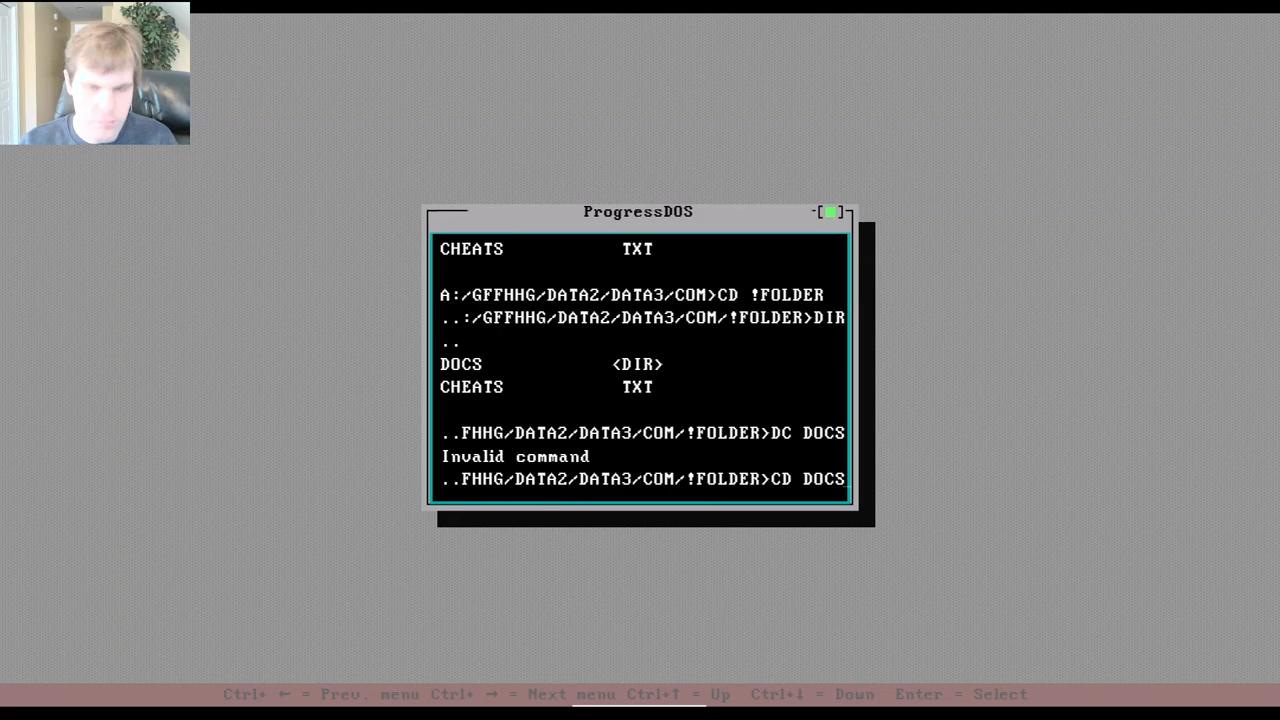 ProgressDOS
CHEATS TXT
A:/GFFHHG/DATA2/DATA3/COM>CD !FOLDER
..:/GFFHHG/DATA2/DATA3/COM/!FOLDER>DIR
..
DOCS <DIR>
CHEATS TXT
..FHHG/DATA2/DATA3/COM/!FOLDER>DC DOCS
Invalid command
..FHHG/DATA2/DATA3/COM/!FOLDER>CD DOCS_
Ctrl+ ← = Prev. menu Ctrl+ → = Next menu Ctrl+↑ = Up Ctrl+↓ = Down Enter = Select